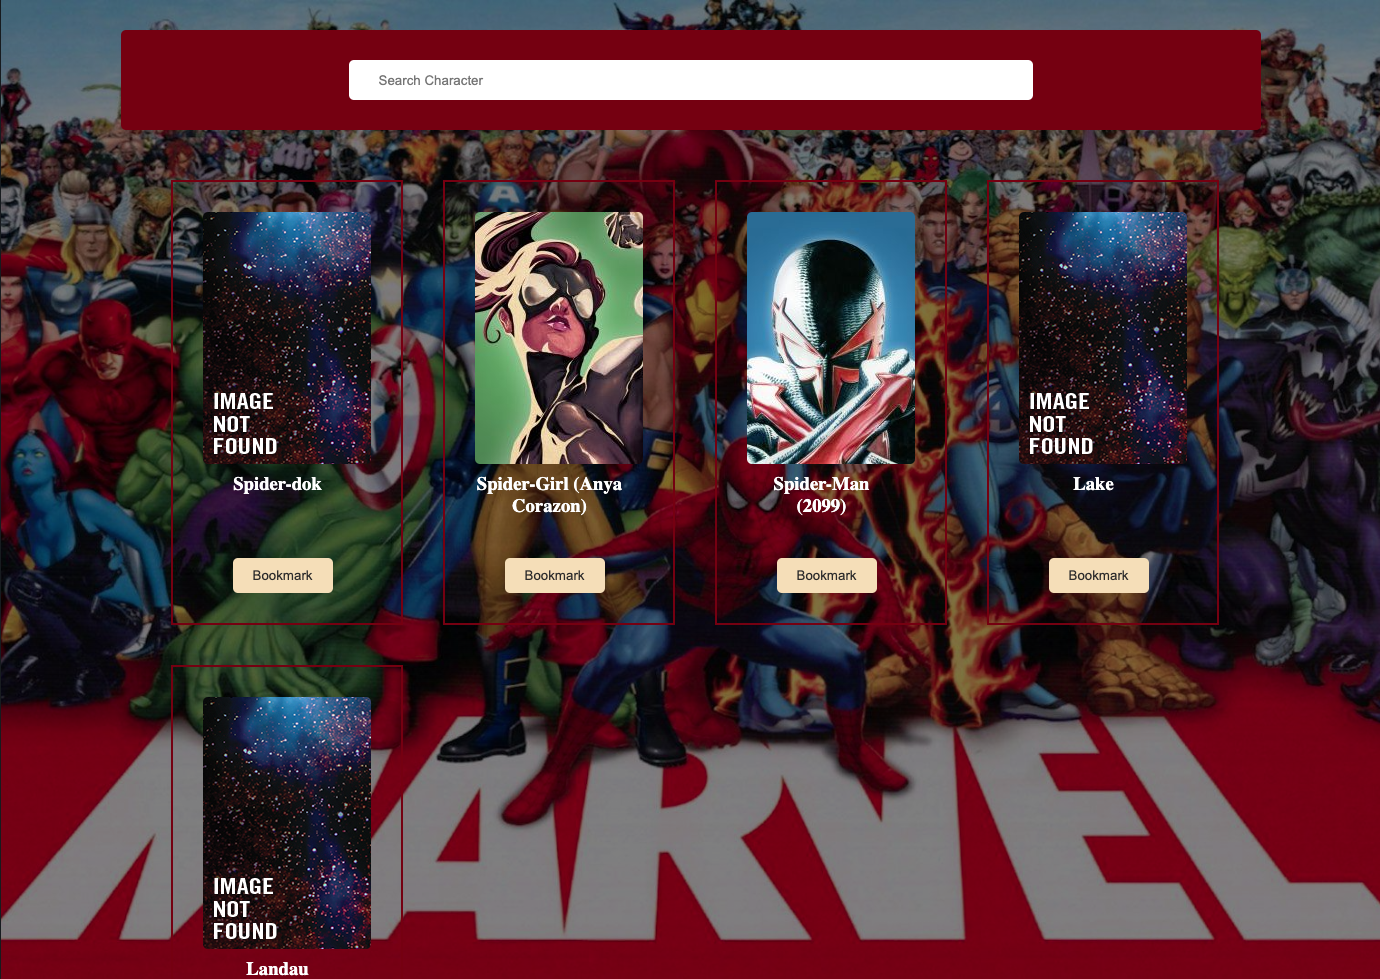 Search Character
IMAGE
NOT
FOUND
Spider-dok
Bookmark
Spider-Girl (Anya
Corazon)
Bookmark
Spider-Man
(2099)
Bookmark
IMAGE
NOT
FOUND
Lake
Bookmark
IMAGE
NOT
FOUND
Landau
MARVEL